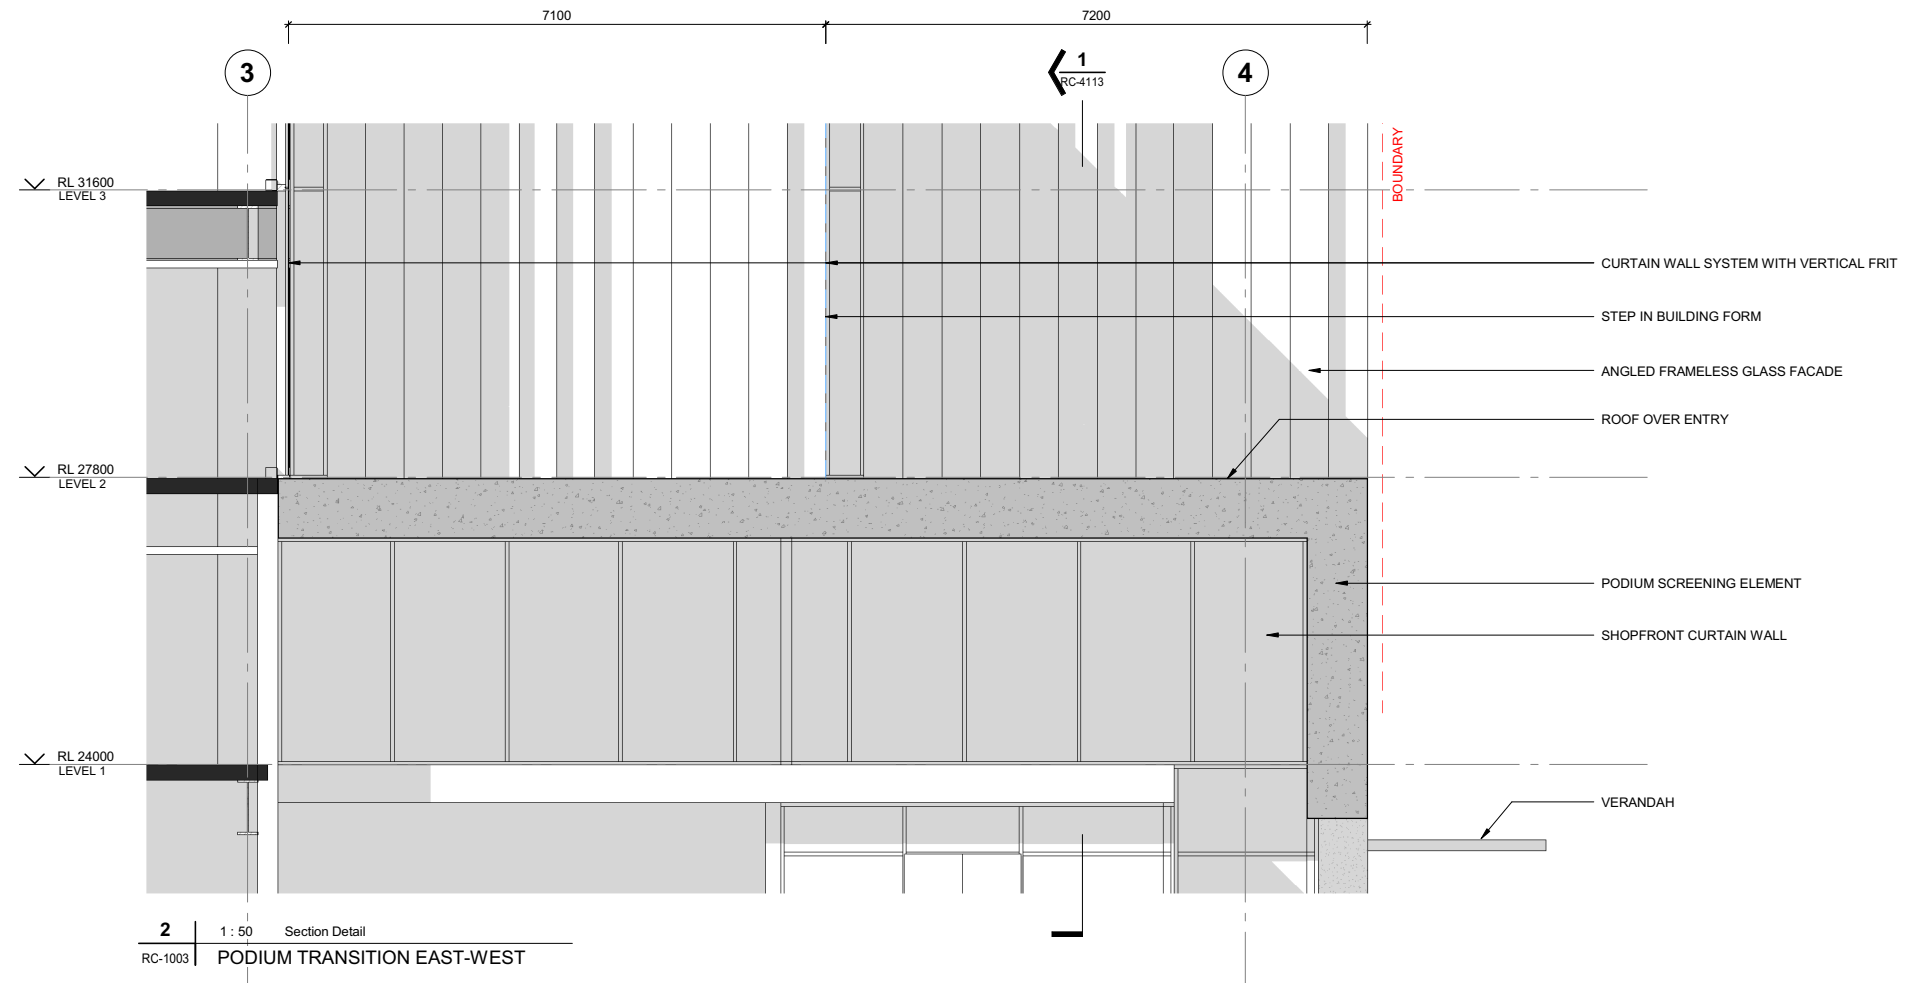 7100
7200
3
1
RC-4113
4
BOUNDARY
RL 31600
LEVEL 3
CURTAIN WALL SYSTEM WITH VERTICAL FRIT
STEP IN BUILDING FORM
ANGLED FRAMELESS GLASS FACADE
ROOF OVER ENTRY
RL 27800
LEVEL 2
PODIUM SCREENING ELEMENT
SHOPFRONT CURTAIN WALL
RL 24000
LEVEL 1
VERANDAH
2
1 : 50 Section Detail
RC-1003
PODIUM TRANSITION EAST-WEST